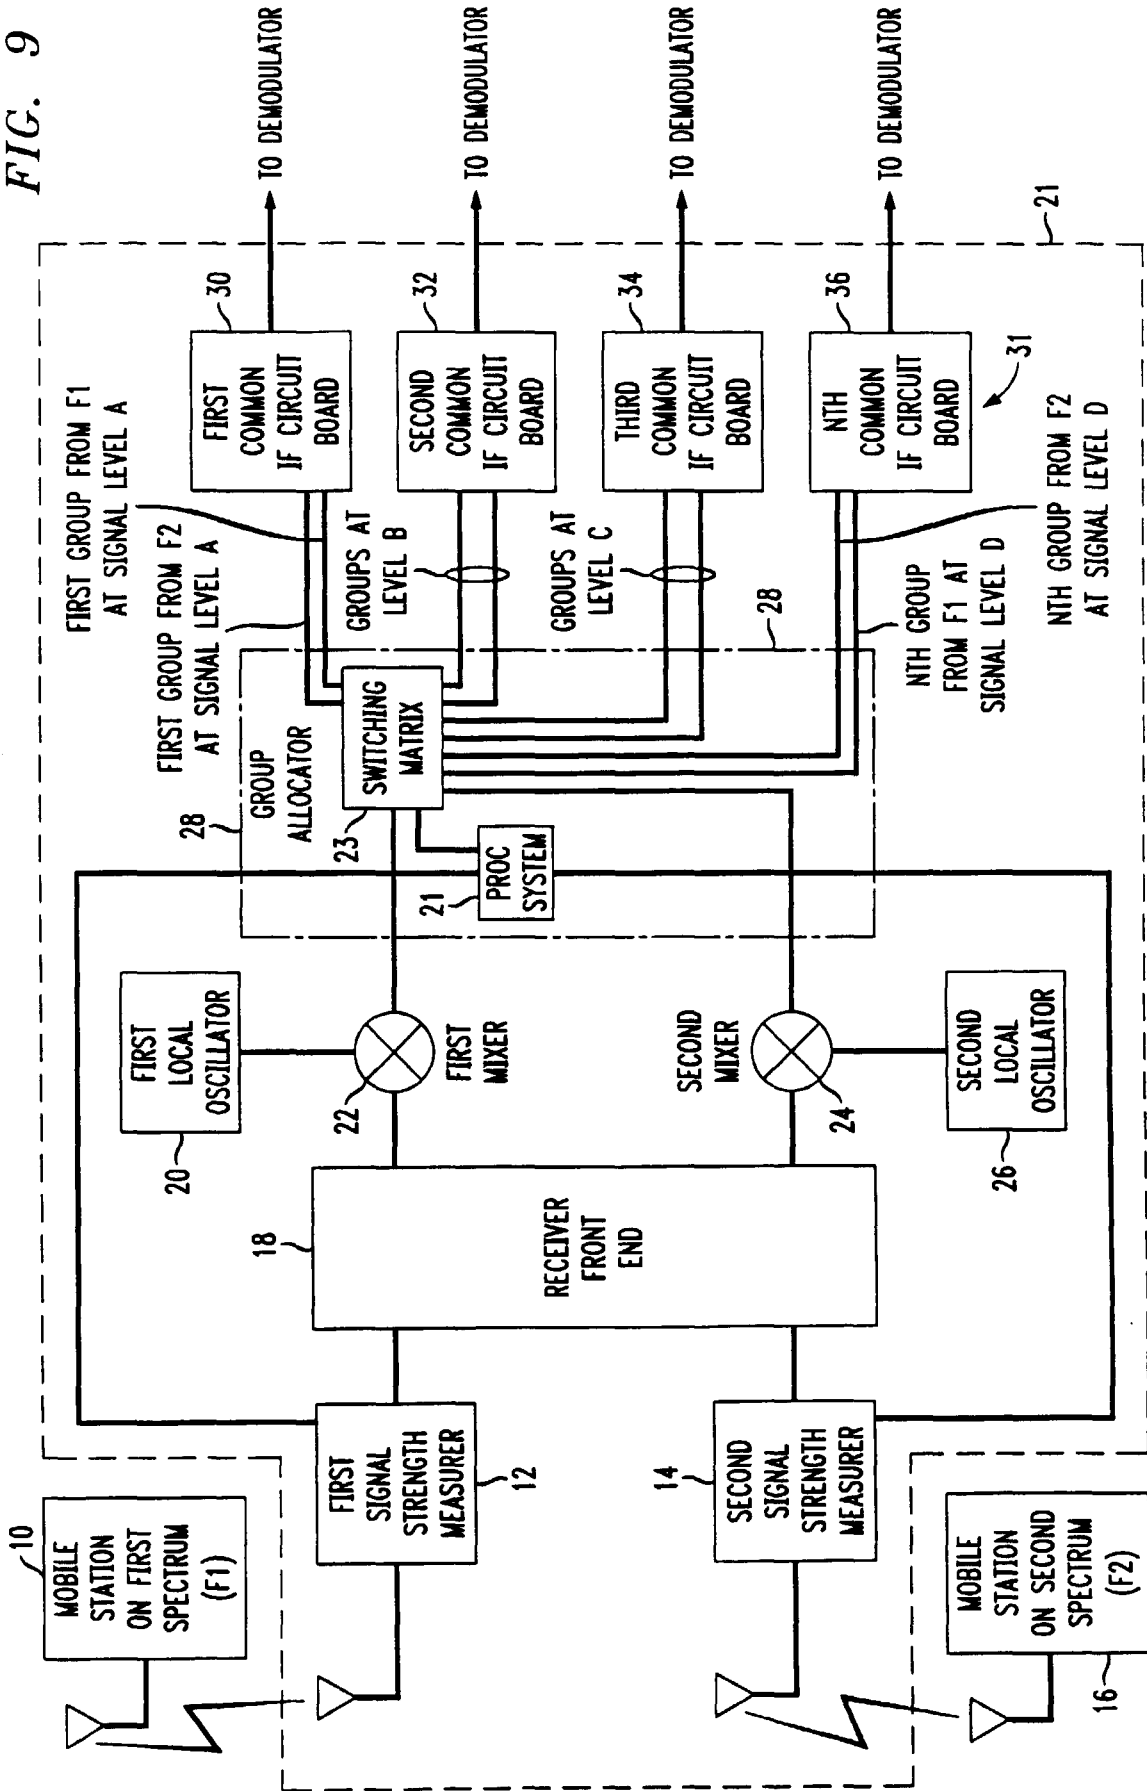 FIG. 9
10
MOBILE
STATION
ON FIRST
SPECTRUM
(F1)
FIRST
SIGNAL
STRENGTH
MEASURER
12
14
SECOND
SIGNAL
STRENGTH
MEASURER
MOBILE
STATION
ON SECOND
SPECTRUM
(F2)
16
18
RECEIVER
FRONT
END
FIRST
LOCAL
OSCILLATOR
20
22
FIRST
MIXER
SECOND
MIXER
24
SECOND
LOCAL
OSCILLATOR
26
28
GROUP
ALLOCATOR
23
SWITCHING
MATRIX
21
PROC
SYSTEM
28
FIRST GROUP FROM F1
AT SIGNAL LEVEL A
FIRST GROUP FROM F2
AT SIGNAL LEVEL A
GROUPS AT
LEVEL B
GROUPS AT
LEVEL C
NTH GROUP
FROM F1 AT
SIGNAL LEVEL D
NTH GROUP FROM F2
AT SIGNAL LEVEL D
30
FIRST
COMMON
IF CIRCUIT
BOARD
32
SECOND
COMMON
IF CIRCUIT
BOARD
34
THIRD
COMMON
IF CIRCUIT
BOARD
36
NTH
COMMON
IF CIRCUIT
BOARD
31
21
TO DEMODULATOR
TO DEMODULATOR
TO DEMODULATOR
TO DEMODULATOR